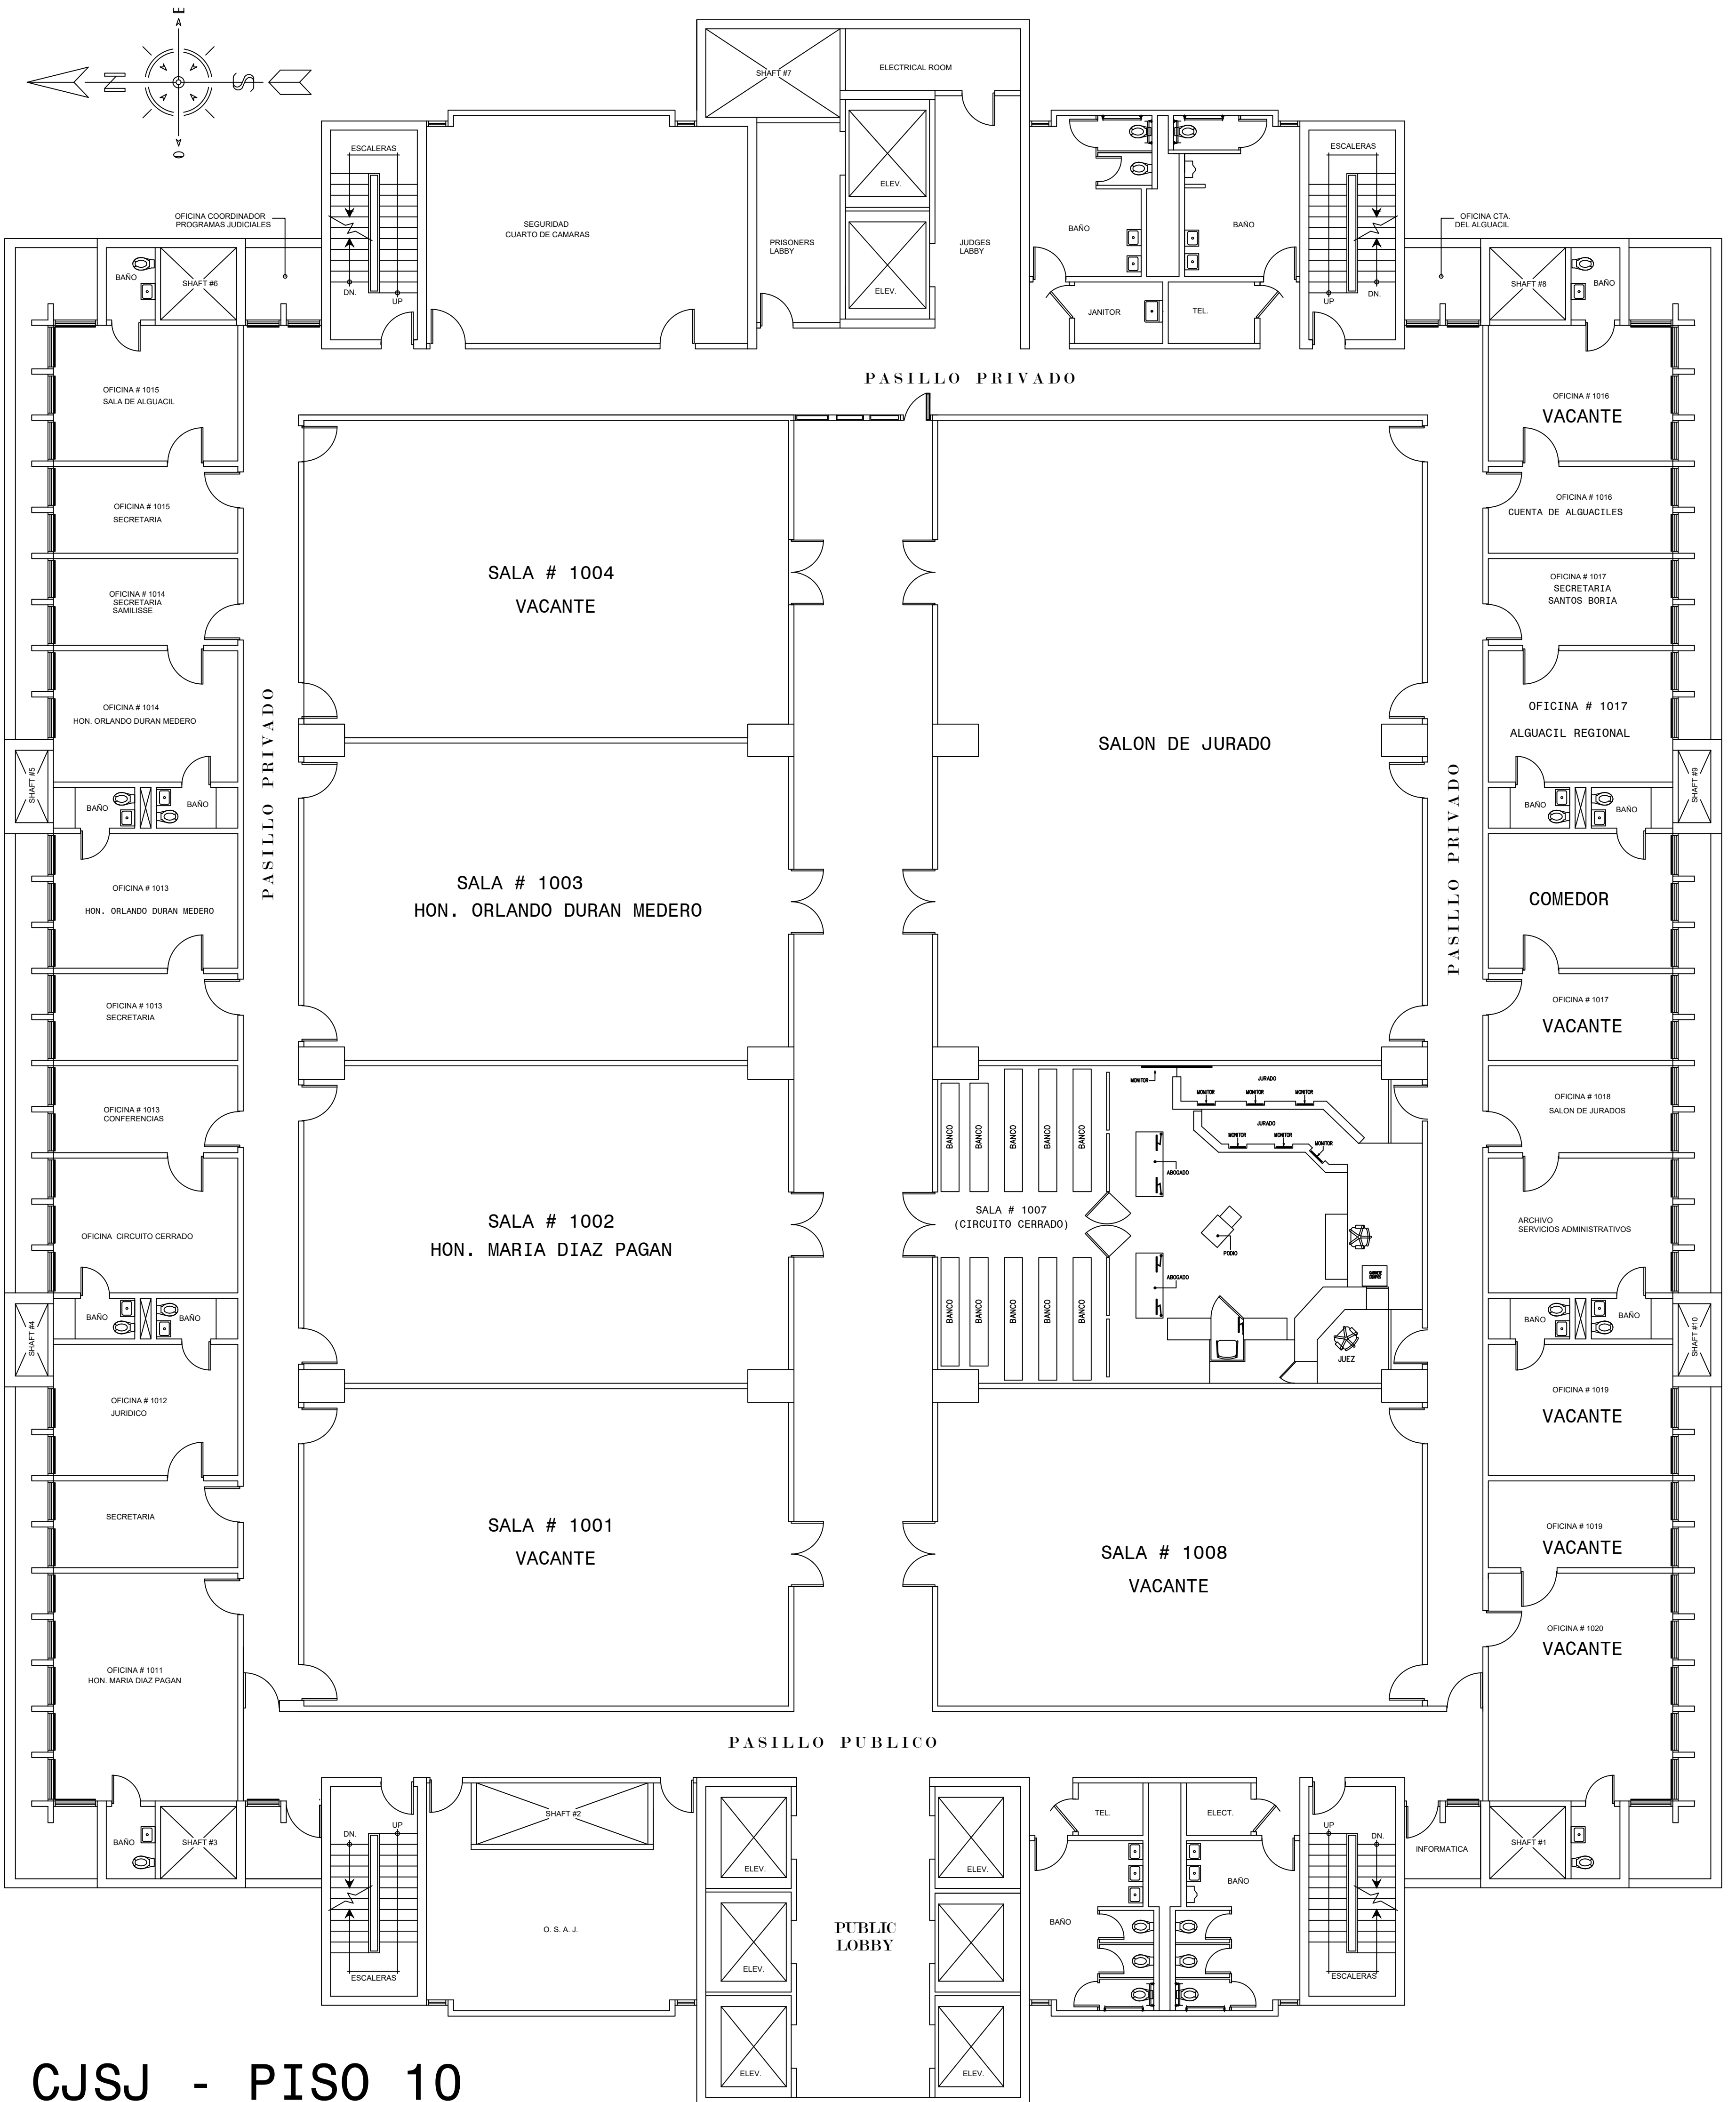 E
N
S
O
SHAFT #7
ELECTRICAL ROOM
ESCALERAS
ELEV.
ESCALERAS
OFICINA COORDINADOR
PROGRAMAS JUDICIALES
SEGURIDAD
CUARTO DE CAMARAS
PRISONERS
LABBY
JUDGES
LABBY
BAÑO
BAÑO
OFICINA CTA.
DEL ALGUACIL
BAÑO
SHAFT #6
DN.
UP
ELEV.
JANITOR
TEL.
UP
DN.
SHAFT #8
BAÑO
PASILLO PRIVADO
OFICINA # 1015
SALA DE ALGUACIL
OFICINA # 1016
VACANTE
OFICINA # 1015
SECRETARIA
OFICINA # 1016
CUENTA DE ALGUACILES
SALA # 1004
VACANTE
OFICINA # 1014
SECRETARIA
SAMILISSE
OFICINA # 1017
SECRETARIA
SANTOS BORIA
OFICINA # 1014
HON. ORLANDO DURAN MEDERO
PASILLO PRIVADO
SALON DE JURADO
PASILLO PRIVADO
OFICINA # 1017
ALGUACIL REGIONAL
SHAFT #5
BAÑO
BAÑO
BAÑO
BAÑO
SHAFT #9
OFICINA # 1013
HON. ORLANDO DURAN MEDERO
SALA # 1003
HON. ORLANDO DURAN MEDERO
COMEDOR
OFICINA # 1013
SECRETARIA
OFICINA # 1017
VACANTE
OFICINA # 1013
CONFERENCIAS
MONITOR
JURADO
MONITOR
MONITOR
MONITOR
JURADO
MONITOR
MONITOR
MONITOR
BANCO
BANCO
BANCO
BANCO
BANCO
ABOGADO
OFICINA # 1018
SALON DE JURADOS
OFICINA CIRCUITO CERRADO
SALA # 1002
HON. MARIA DIAZ PAGAN
SALA # 1007
(CIRCUITO CERRADO)
PODIO
ABOGADO
GABINETE
EQUIPOS
BANCO
BANCO
BANCO
BANCO
BANCO
JUEZ
ARCHIVO
SERVICIOS ADMINISTRATIVOS
SHAFT #4
BAÑO
BAÑO
BAÑO
BAÑO
SHAFT #10
OFICINA # 1012
JURIDICO
OFICINA # 1019
VACANTE
SECRETARIA
SALA # 1001
VACANTE
SALA # 1008
VACANTE
OFICINA # 1019
VACANTE
OFICINA # 1011
HON. MARIA DIAZ PAGAN
OFICINA # 1020
VACANTE
PASILLO PUBLICO
BAÑO
SHAFT #3
DN.
UP
SHAFT #2
ELEV.
ELEV.
TEL.
ELECT.
UP
DN.
INFORMATICA
SHAFT #1
ESCALERAS
O. S. A. J.
ELEV.
PUBLIC
LOBBY
BAÑO
BAÑO
ESCALERAS
ELEV.
ELEV.
CJSJ - PISO 10